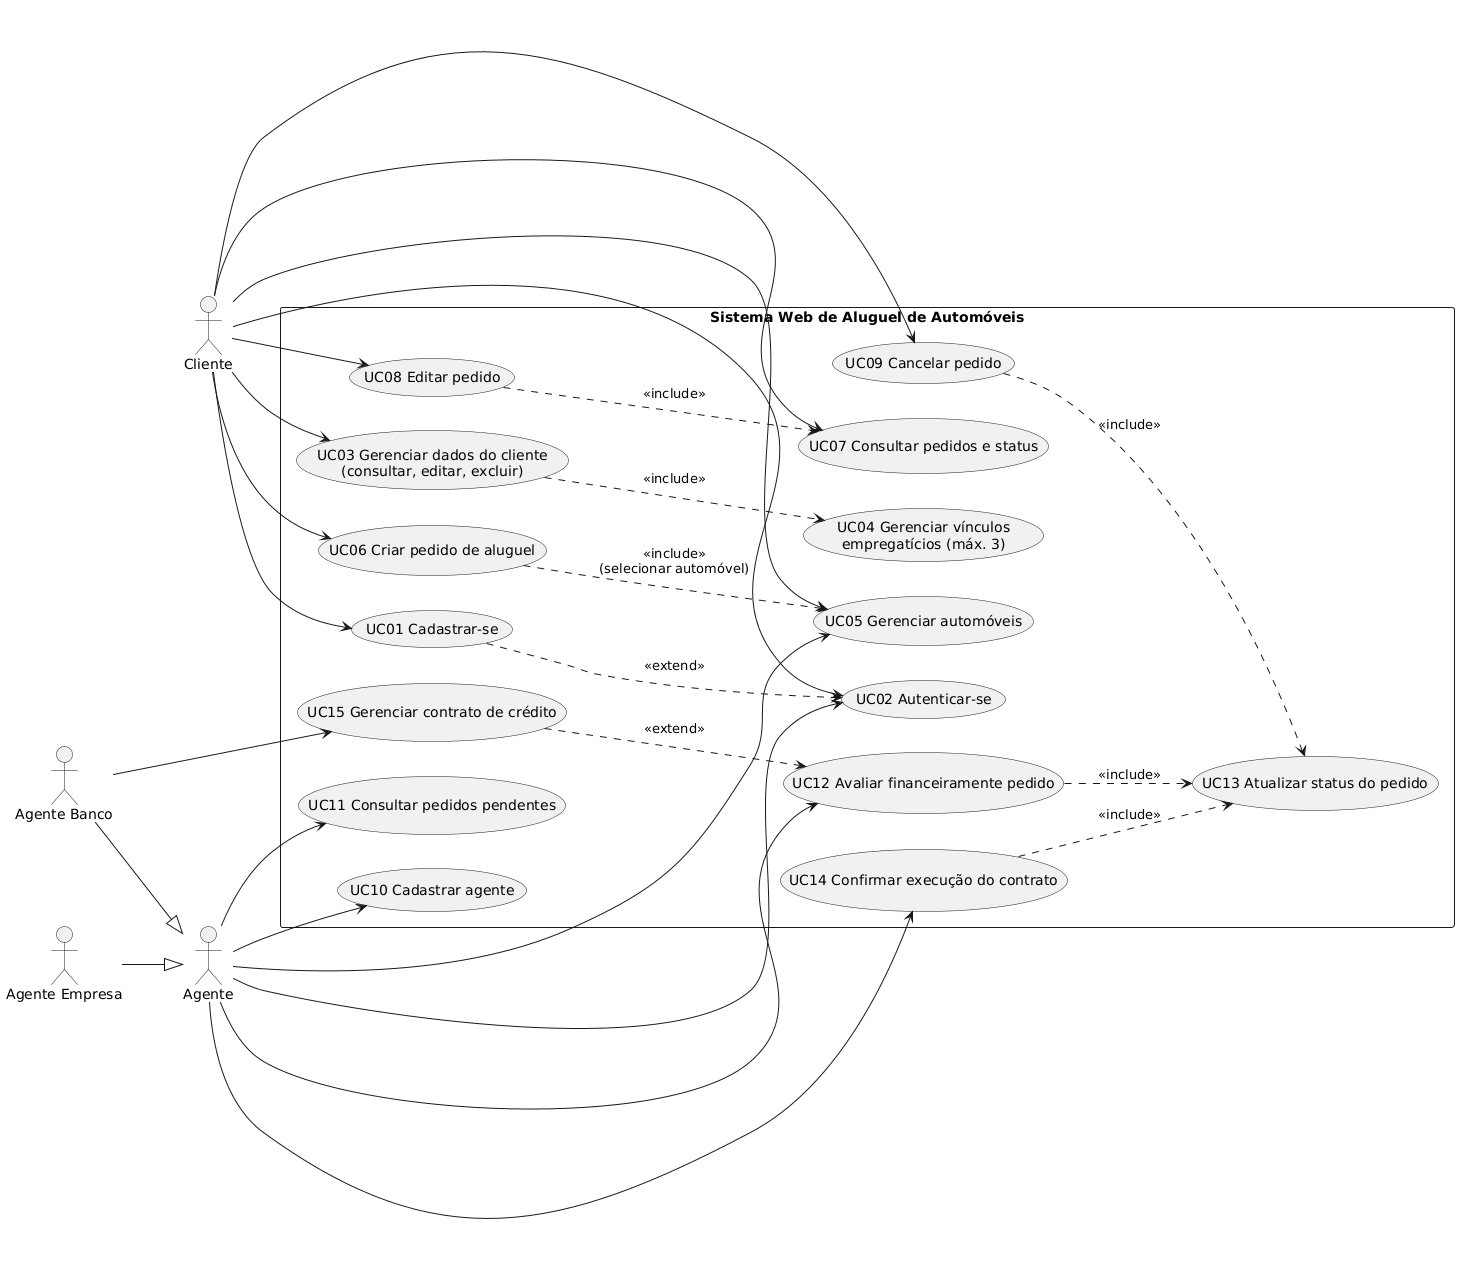 Sistema Web de Aluguel de Automóveis
Cliente
UC09 Cancelar pedido
UC08 Editar pedido
«include»
«include»
UC07 Consultar pedidos e status
UC03 Gerenciar dados do cliente
(consultar, editar, excluir)
«include»
UC04 Gerenciar vínculos
empregatícios (máx. 3)
UC06 Criar pedido de aluguel
«include»
(selecionar automóvel)
UC05 Gerenciar automóveis
UC01 Cadastrar-se
«extend»
UC02 Autenticar-se
UC15 Gerenciar contrato de crédito
«extend»
UC12 Avaliar financeiramente pedido
«include»
UC13 Atualizar status do pedido
Agente Banco
UC11 Consultar pedidos pendentes
«include»
UC10 Cadastrar agente
UC14 Confirmar execução do contrato
Agente Empresa
Agente